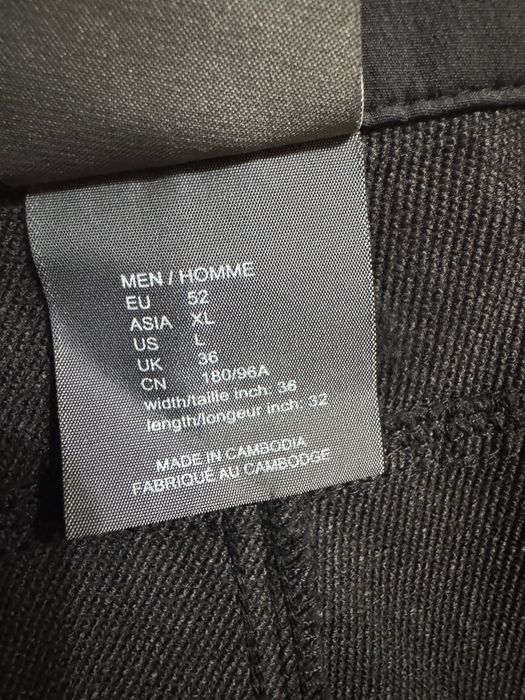 MEN / HOMME
EU 52
ASIA XL
US L
UK 36
CN 180/96A
width/taille inch: 36
length/longeur inch: 32
MADE IN CAMBODIA
FABRIQUÉ AU CAMBODGE